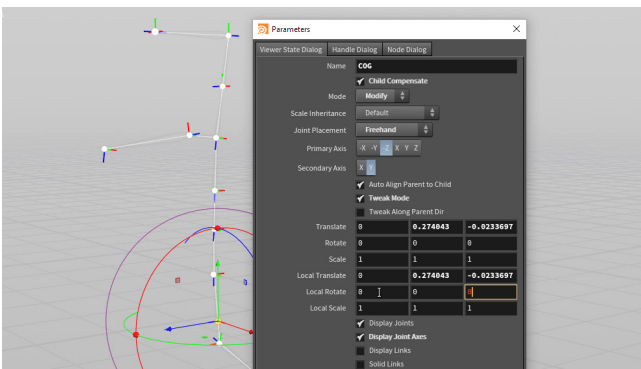 Parameters
Viewer State Dialog Handle Dialog Node Dialog
Name COG
Child Compensate
Mode Modify
Scale Inheritance Default
Joint Placement Freehand
Primary Axis -X -Y -Z X Y Z
Secondary Axis X Y
Auto Align Parent to Child
Tweak Mode
Tweak Along Parent Dir
Translate 0 0.274043 -0.0233697
Rotate 0 0 0
Scale 1 1 1
Local Translate 0 0.274043 -0.0233697
Local Rotate 0 0 0
Local Scale 1 1 1
Display Joints
Display Joint Axes
Display Links
Solid Links